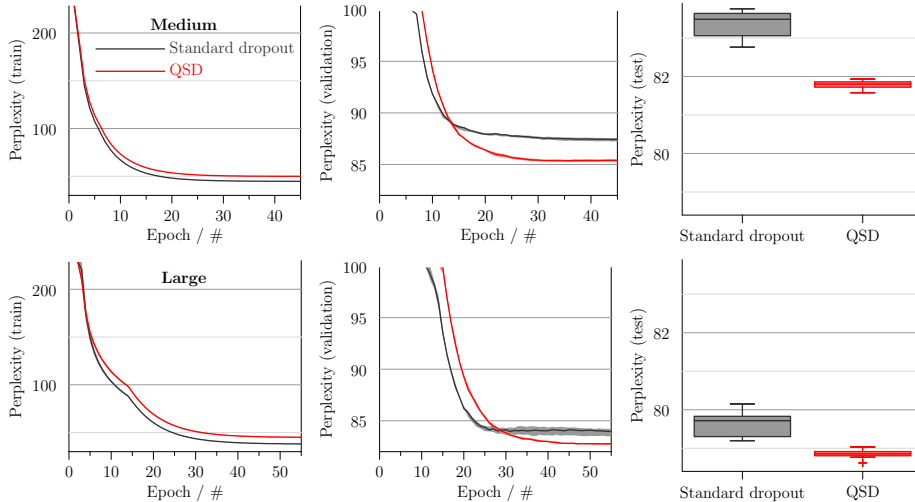 Medium
Standard dropout
QSD
Perplexity (train)
200
100
0 10 20 30 40
Epoch / #
Perplexity (validation)
100
95
90
85
0 10 20 30 40
Epoch / #
Perplexity (test)
82
80
Standard dropout QSD
Large
Perplexity (train)
200
100
0 10 20 30 40 50
Epoch / #
Perplexity (validation)
100
95
90
85
0 10 20 30 40 50
Epoch / #
Perplexity (test)
82
80
Standard dropout QSD